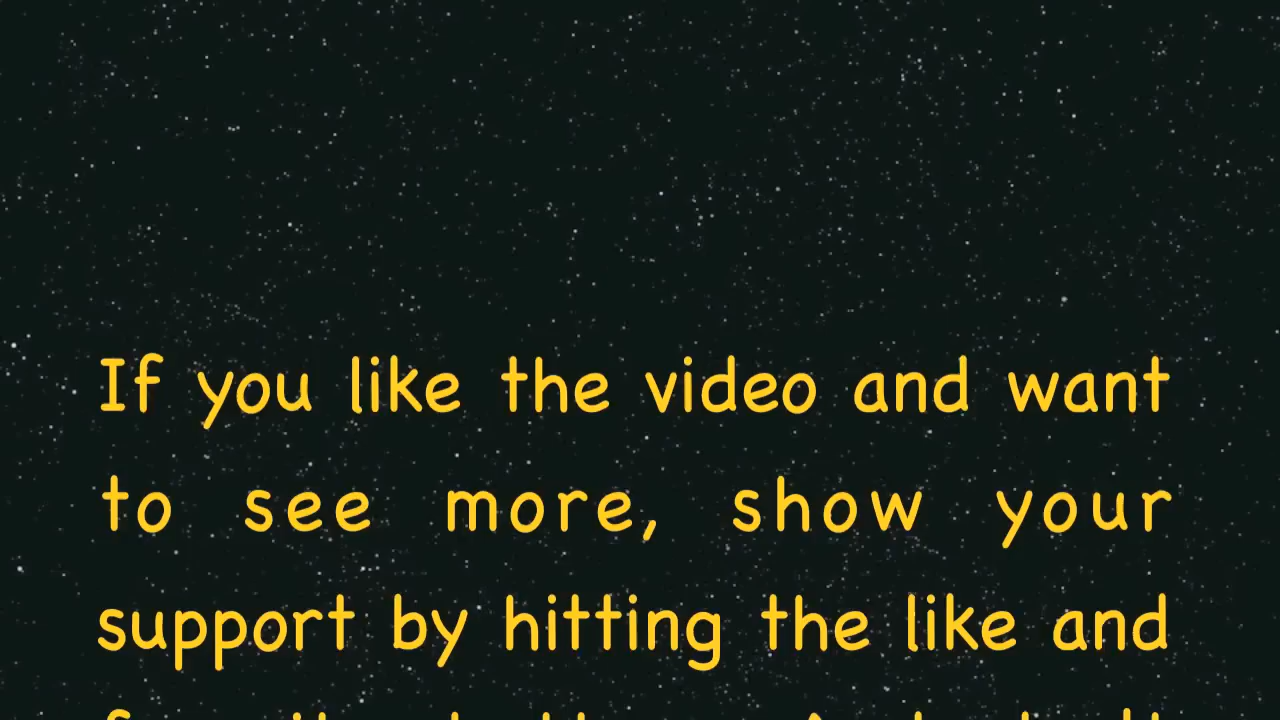 If you like the video and want
to see more, show your
support by hitting the like and